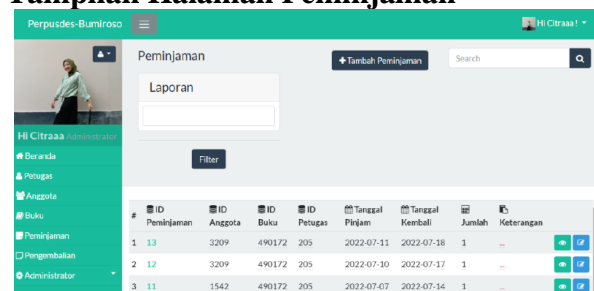 Tampilan Halaman Peminjaman
Perpusdes-Bumiroso
Hi Citraaa !
Peminjaman
Tambah Peminjaman
Search
Laporan
Filter
Hi Citraaa Administrator
Beranda
Petugas
Anggota
Buku
Peminjaman
Pengembalian
Administrator
# ID Peminjaman ID Anggota ID Buku ID Petugas Tanggal Pinjam Tanggal Kembali Jumlah Keterangan
1 13 3209 490172 205 2022-07-11 2022-07-18 1 ...
2 12 3209 490172 205 2022-07-10 2022-07-17 1 ...
3 11 1542 490172 205 2022-07-07 2022-07-14 1 ...